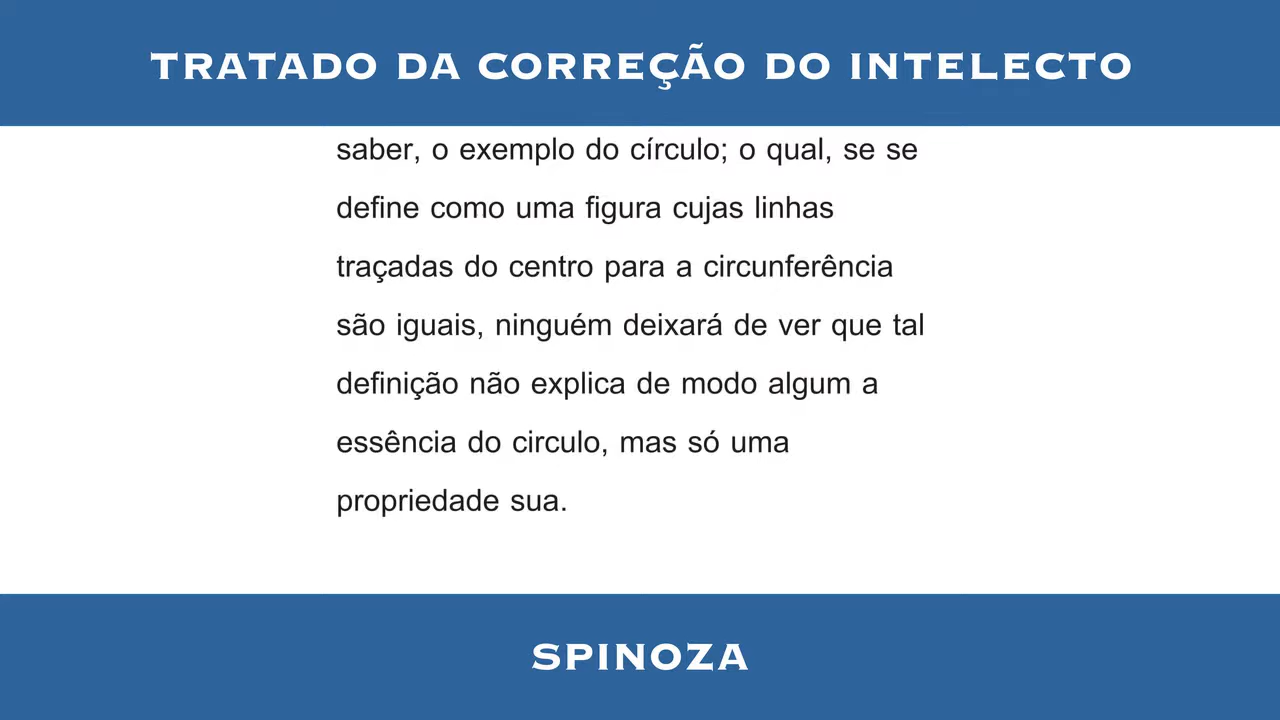 TRATADO DA CORREÇÃO DO INTELECTO
saber, o exemplo do círculo; o qual, se se
define como uma figura cujas linhas
traçadas do centro para a circunferência
são iguais, ninguém deixará de ver que tal
definição não explica de modo algum a
essência do circulo, mas só uma
propriedade sua.
SPINOZA